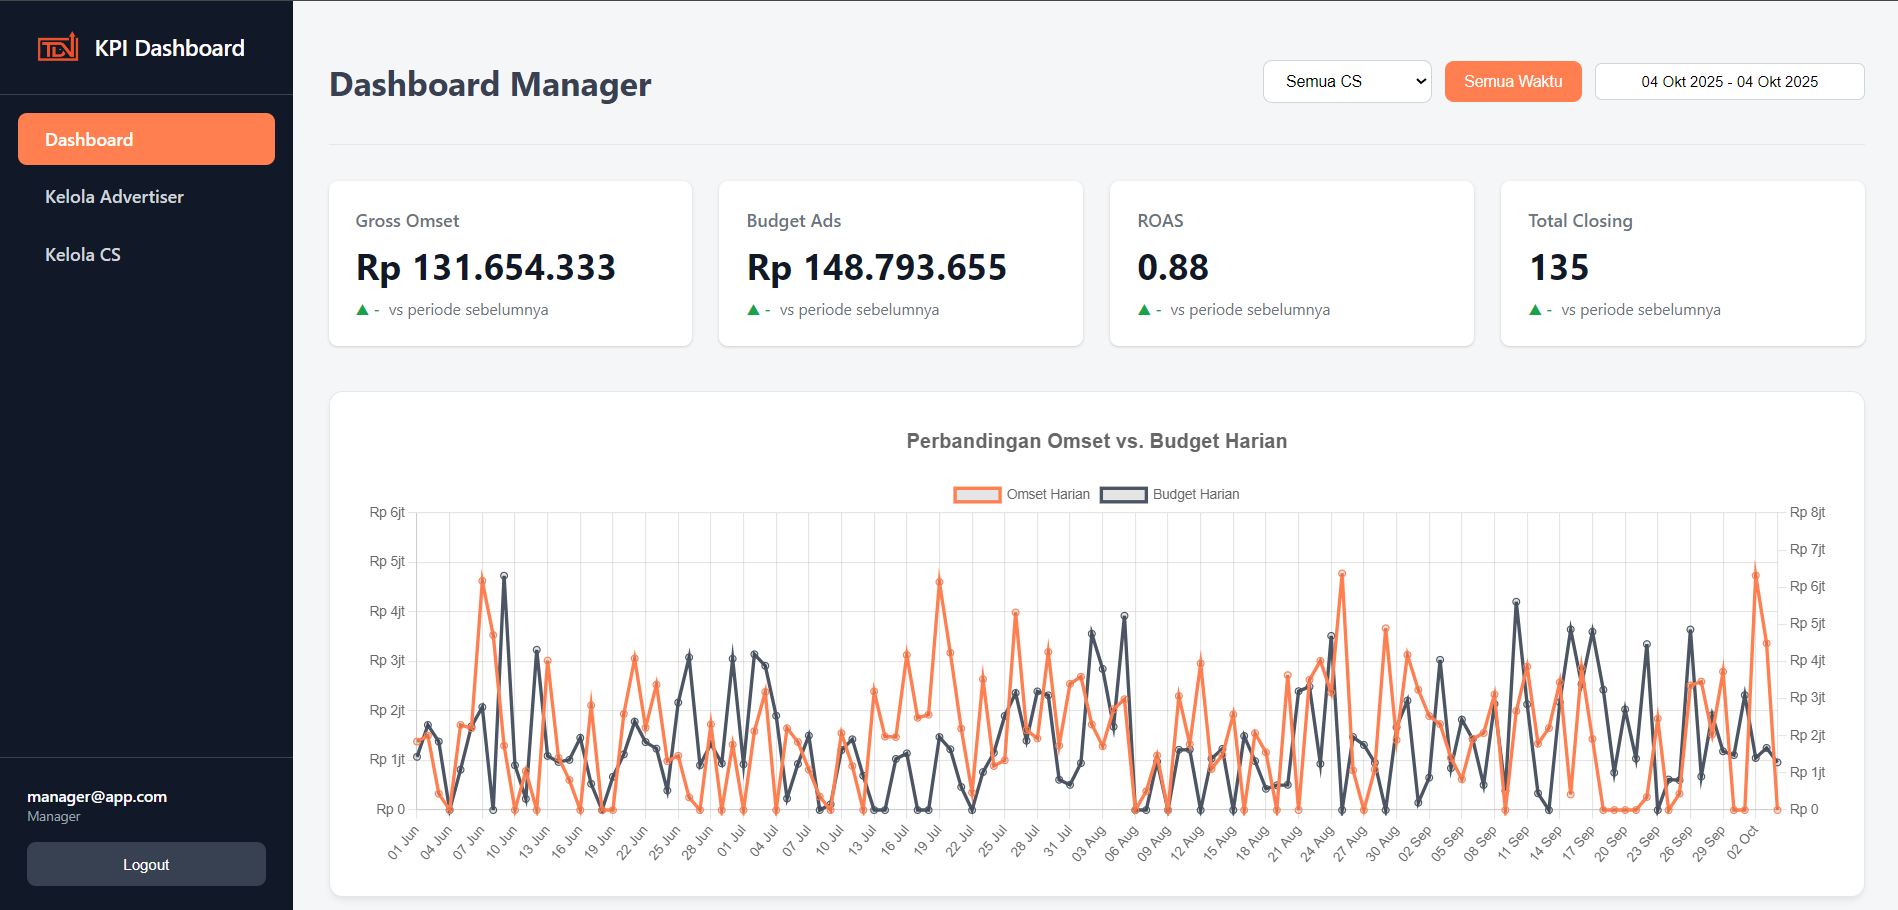 TDN KPI Dashboard
Dashboard
Kelola Advertiser
Kelola CS
manager@app.com
Manager
Logout
Dashboard Manager
Semua CS
Semua Waktu
04 Okt 2025 - 04 Okt 2025
Gross Omset
Rp 131.654.333
▲ - vs periode sebelumnya
Budget Ads
Rp 148.793.655
▲ - vs periode sebelumnya
ROAS
0.88
▲ - vs periode sebelumnya
Total Closing
135
▲ - vs periode sebelumnya
Perbandingan Omset vs. Budget Harian
Omset Harian
Budget Harian
Rp 6jt
Rp 5jt
Rp 4jt
Rp 3jt
Rp 2jt
Rp 1jt
Rp 0
Rp 8jt
Rp 7jt
Rp 6jt
Rp 5jt
Rp 4jt
Rp 3jt
Rp 2jt
Rp 1jt
Rp 0
01 Jun
04 Jun
07 Jun
10 Jun
13 Jun
16 Jun
19 Jun
22 Jun
25 Jun
28 Jun
01 Jul
04 Jul
07 Jul
10 Jul
13 Jul
16 Jul
19 Jul
22 Jul
25 Jul
28 Jul
31 Jul
03 Aug
06 Aug
09 Aug
12 Aug
15 Aug
18 Aug
21 Aug
24 Aug
27 Aug
30 Aug
02 Sep
05 Sep
08 Sep
11 Sep
14 Sep
17 Sep
20 Sep
23 Sep
26 Sep
29 Sep
02 Oct